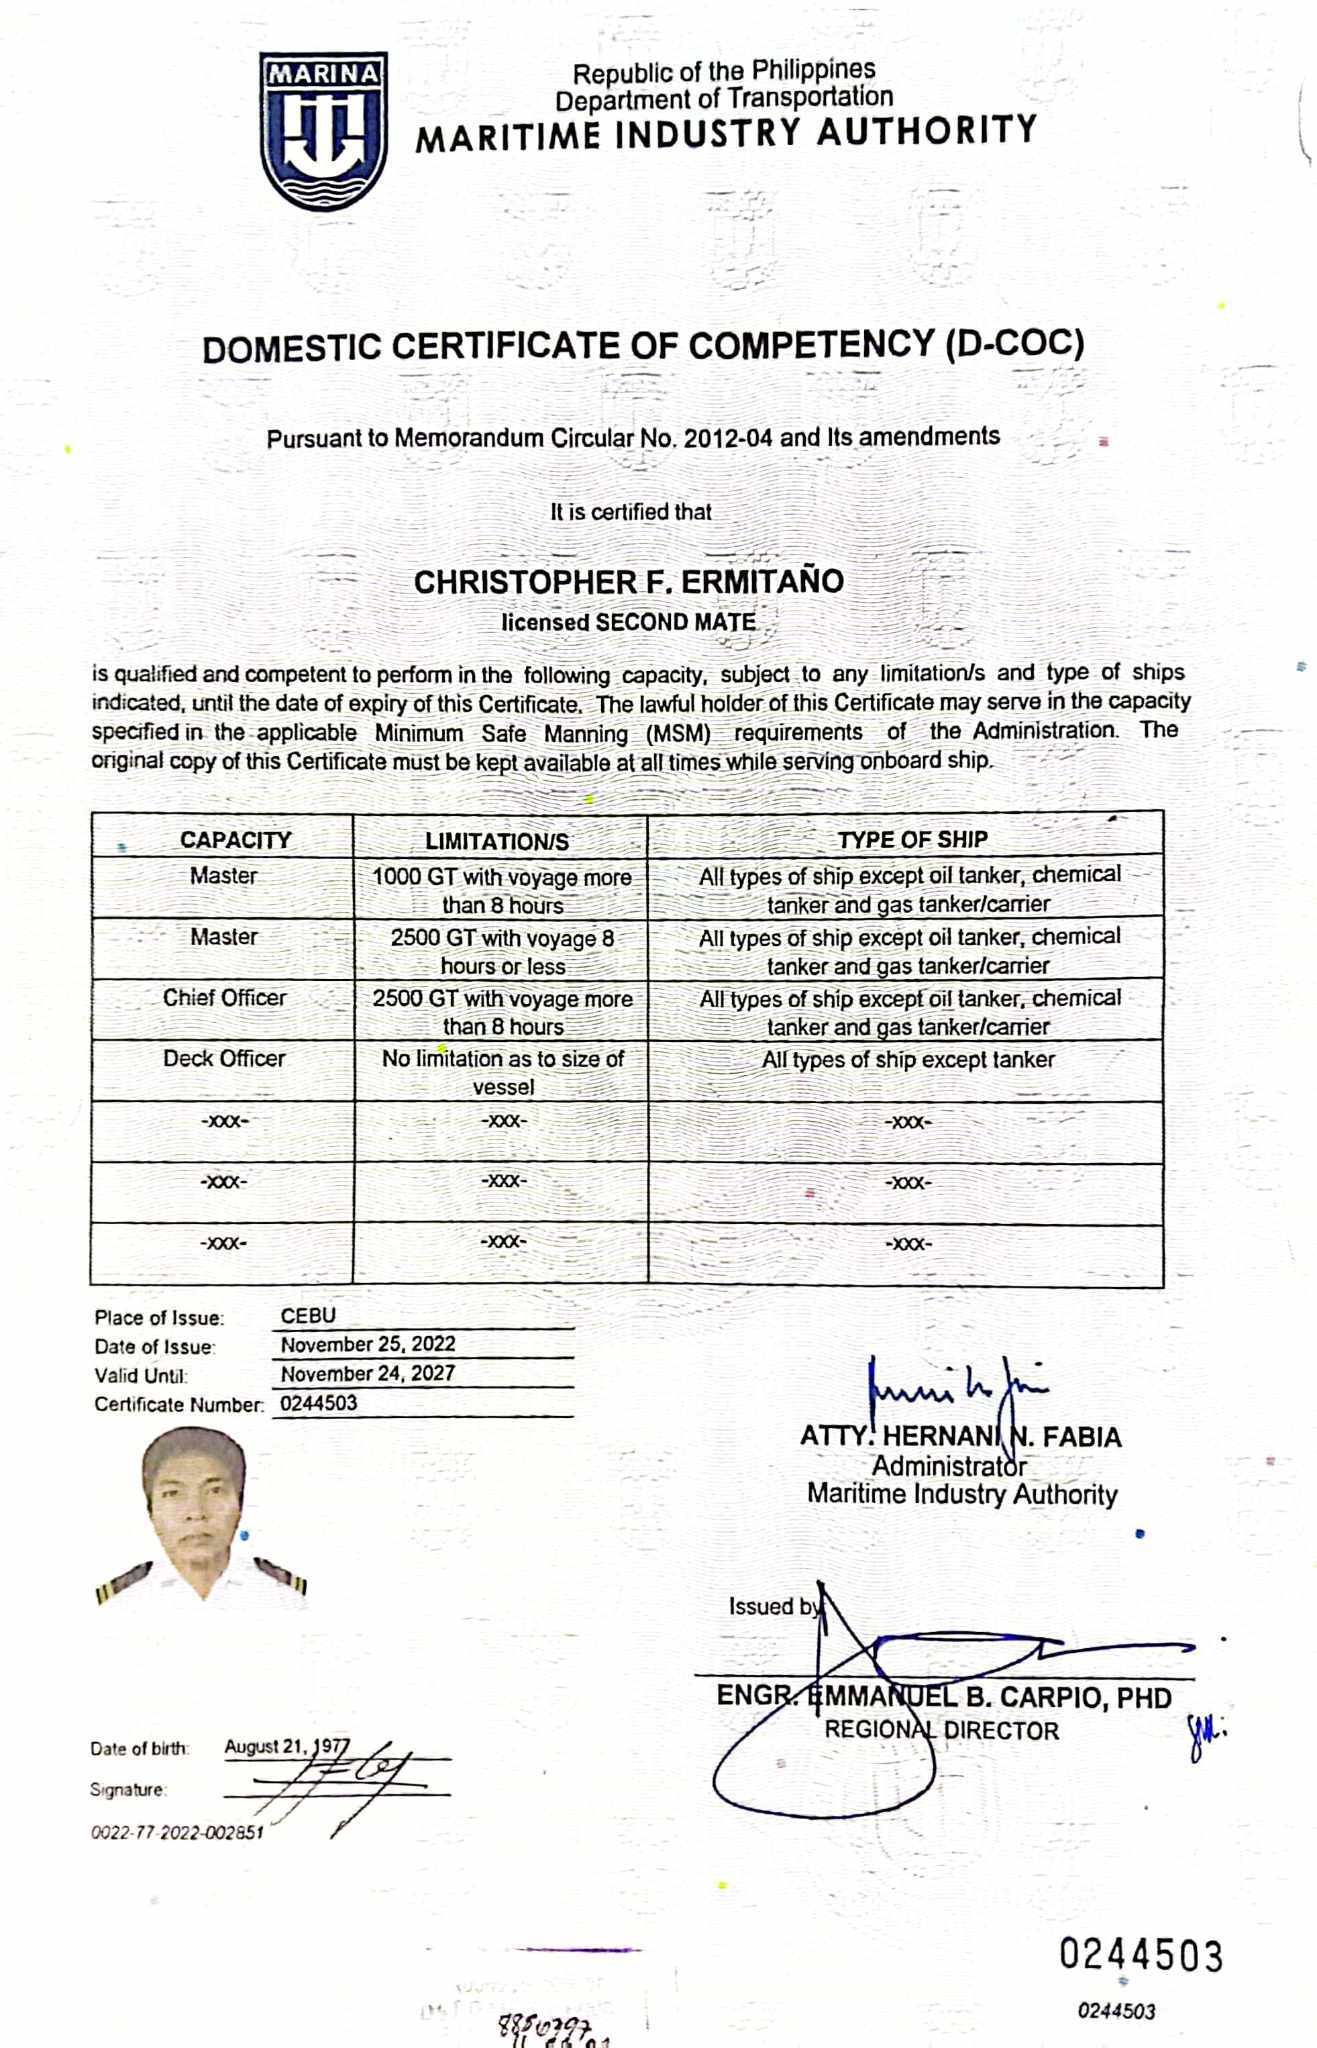 MARINA
Republic of the Philippines
Department of Transportation
MARITIME INDUSTRY AUTHORITY
DOMESTIC CERTIFICATE OF COMPETENCY (D-COC)
Pursuant to Memorandum Circular No. 2012-04 and Its amendments
It is certified that
CHRISTOPHER F. ERMITAÑO
licensed SECOND MATE
is qualified and competent to perform in the following capacity, subject to any limitation/s and type of ships
indicated, until the date of expiry of this Certificate. The lawful holder of this Certificate may serve in the capacity
specified in the applicable Minimum Safe Manning (MSM) requirements of the Administration. The
original copy of this Certificate must be kept available at all times while serving onboard ship.
CAPACITY LIMITATION/S TYPE OF SHIP
Master 1000 GT with voyage more All types of ship except oil tanker, chemical
than 8 hours tanker and gas tanker/carrier
Master 2500 GT with voyage 8 All types of ship except oil tanker, chemical
hours or less tanker and gas tanker/carrier
Chief Officer 2500 GT with voyage more All types of ship except oil tanker, chemical
than 8 hours tanker and gas tanker/carrier
Deck Officer No limitation as to size of All types of ship except tanker
vessel
-XXX- -XXX- -XXX-
-XXX- -XXX- -XXX-
-XXX- -XXX- -XXX-
Place of Issue: CEBU
Date of Issue: November 25, 2022
Valid Until: November 24, 2027
Certificate Number: 0244503
ATTY. HERNANI N. FABIA
Administrator
Maritime Industry Authority
Issued by
ENGR. EMMANUEL B. CARPIO, PHD
REGIONAL DIRECTOR
Date of birth: August 21, 1977
Signature:
0022-77-2022-002851
0244503
0244503